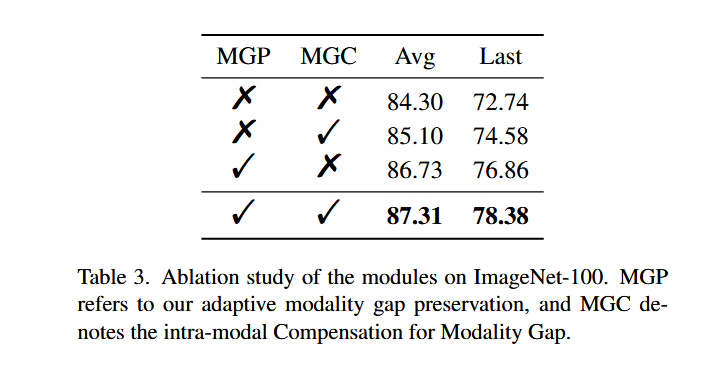 MGP MGC Avg Last
✗ ✗ 84.30 72.74
✗ ✓ 85.10 74.58
✓ ✗ 86.73 76.86
✓ ✓ 87.31 78.38
Table 3. Ablation study of the modules on ImageNet-100. MGP
refers to our adaptive modality gap preservation, and MGC de-
notes the intra-modal Compensation for Modality Gap.